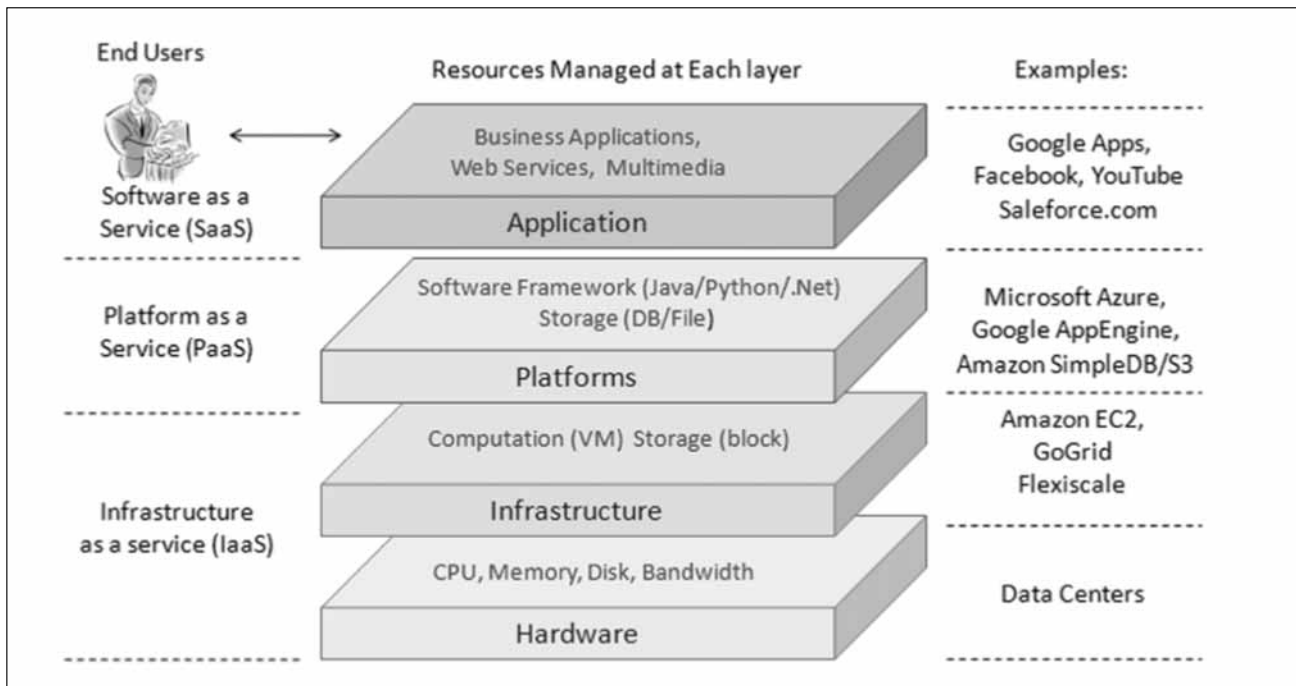 End Users
Resources Managed at Each layer
Examples:
Business Applications,
Web Services, Multimedia
Application
Software as a
Service (SaaS)
Google Apps,
Facebook, YouTube
Saleforce.com
Software Framework (Java/Python/.Net)
Storage (DB/File)
Platforms
Platform as a
Service (PaaS)
Microsoft Azure,
Google AppEngine,
Amazon SimpleDB/S3
Computation (VM) Storage (block)
Infrastructure
Amazon EC2,
GoGrid
Flexiscale
Infrastructure
as a service (IaaS)
CPU, Memory, Disk, Bandwidth
Hardware
Data Centers